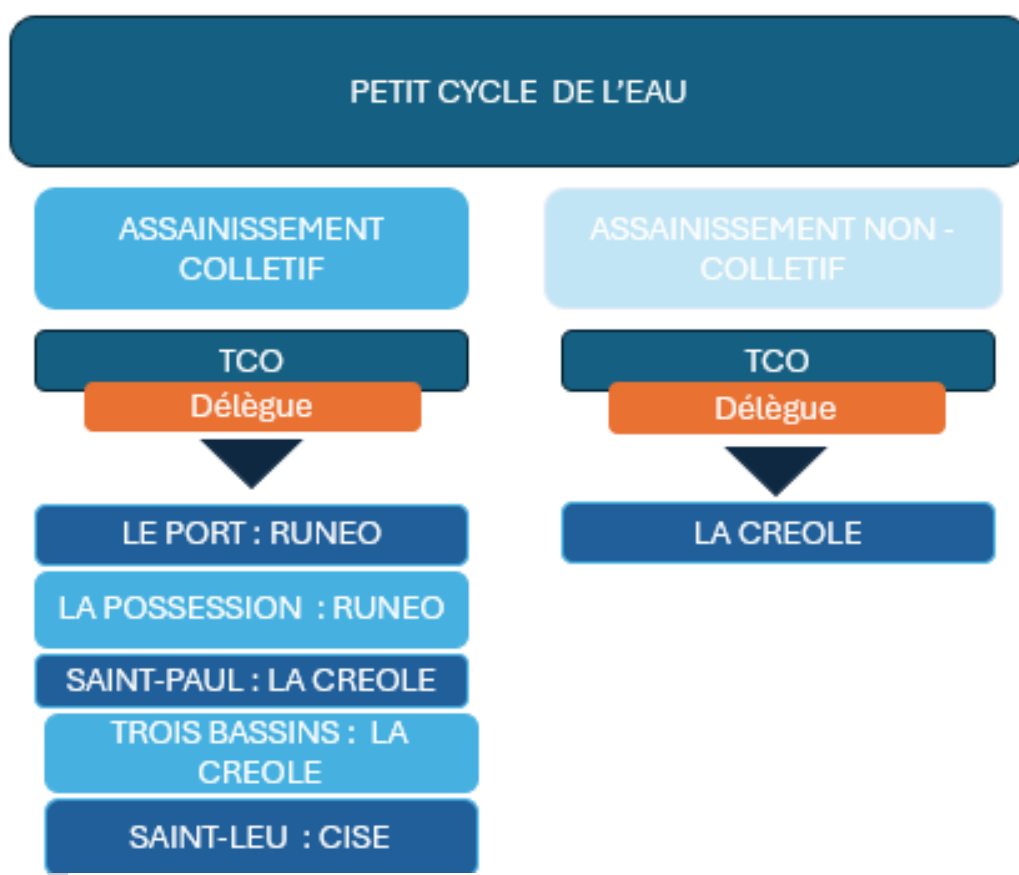 PETIT CYCLE DE L'EAU
ASSAINISSEMENT
COLLETIF
TCO
Délègue
LE PORT : RUNEO
LA POSSESSION : RUNEO
SAINT-PAUL : LA CREOLE
TROIS BASSINS : LA
CREOLE
SAINT-LEU : CISE
ASSAINISSEMENT NON -
COLLETIF
TCO
Délègue
LA CREOLE